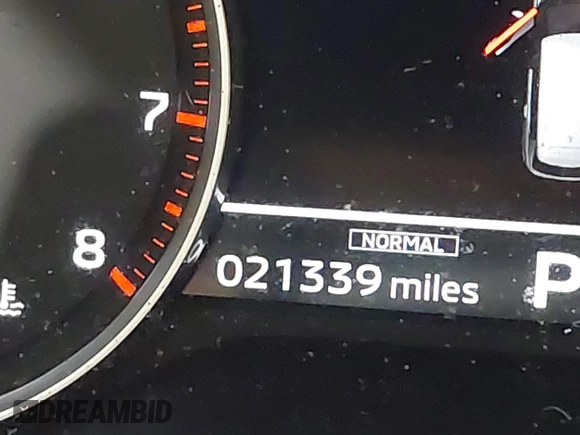 7
NORMAL
8
021339 miles P
DREAMBID